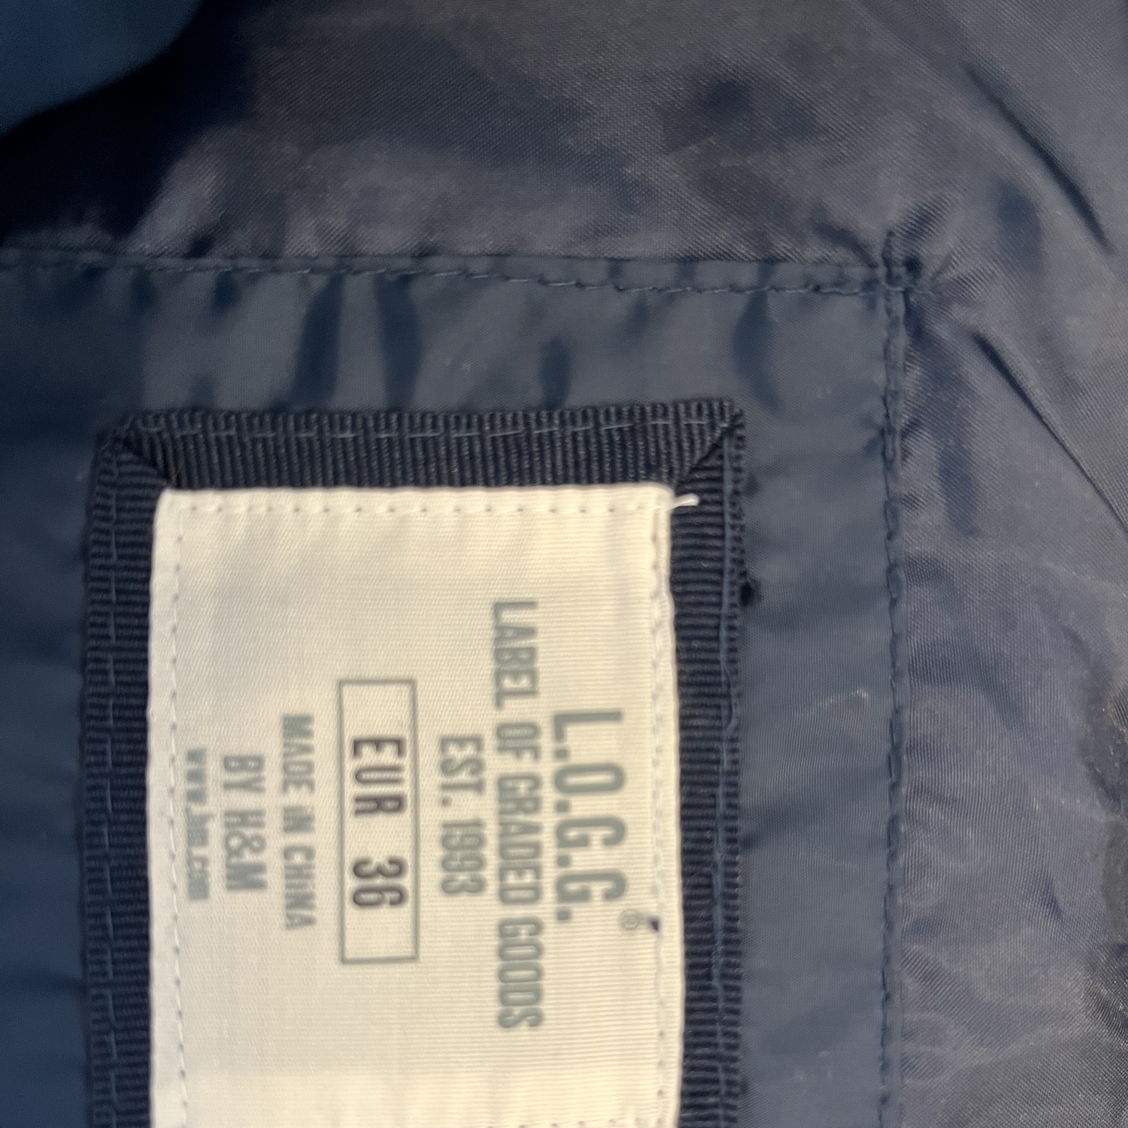 L.O.G.G.®
LABEL OF GRADED GOODS
EST. 1993
EUR 36
MADE IN CHINA
BY H&M
www.hm.com